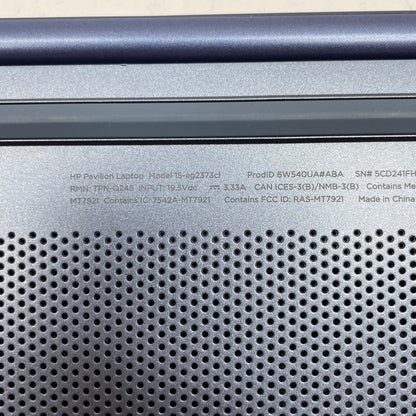 HP Pavilion Laptop Model 15-eg2373cl ProdID 6W540UA#ABA SN# 5CD241FH
RMN: TPN-Q245 INPUT: 19.5Vdc ⎓ 3.33A CAN ICES-3(B)/NMB-3(B) Contains Me
MT7921 Contains IC: 7542A-MT7921 Contains FCC ID: RAS-MT7921 Made in China